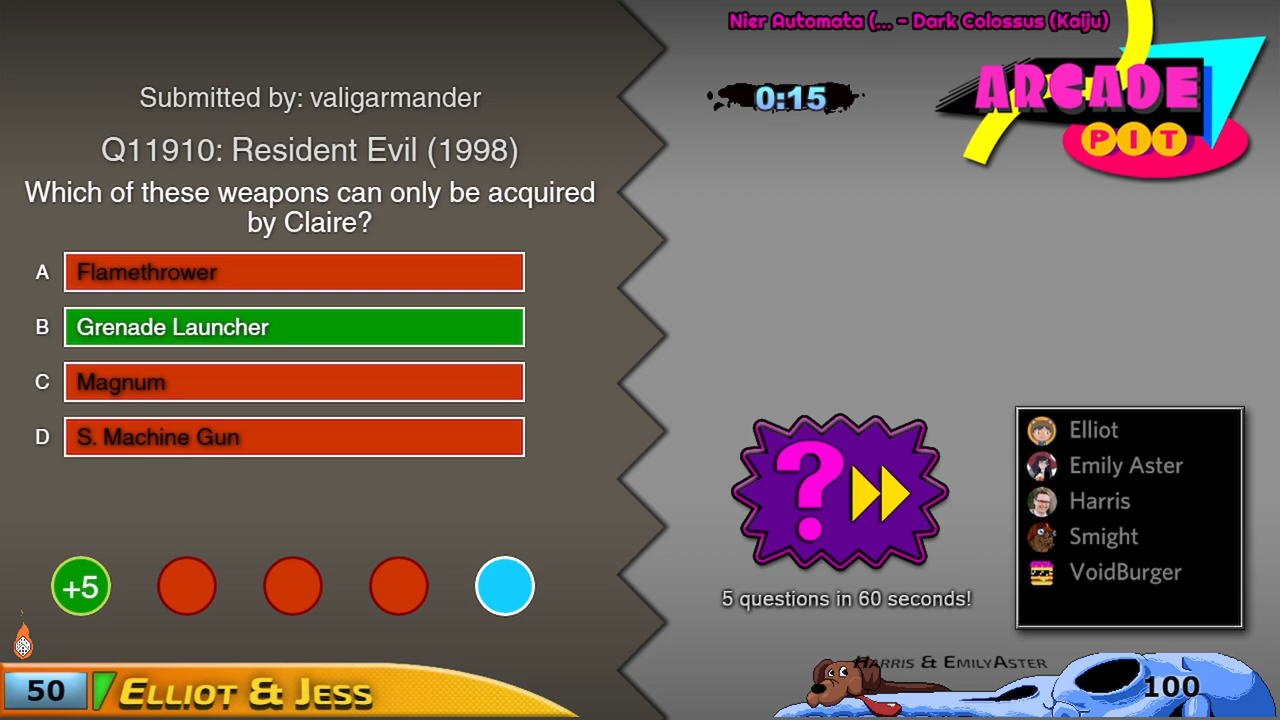 Nier Automata (... - Dark Colossus (Kaiju)
ARCADE
PIT
0:15
Submitted by: valigarmander
Q11910: Resident Evil (1998)
Which of these weapons can only be acquired
by Claire?
A Flamethrower
B Grenade Launcher
C Magnum
D S. Machine Gun
+5
?
5 questions in 60 seconds!
Elliot
Emily Aster
Harris
Smight
VoidBurger
50 Elliot & Jess
Harris & EmilyAster
100